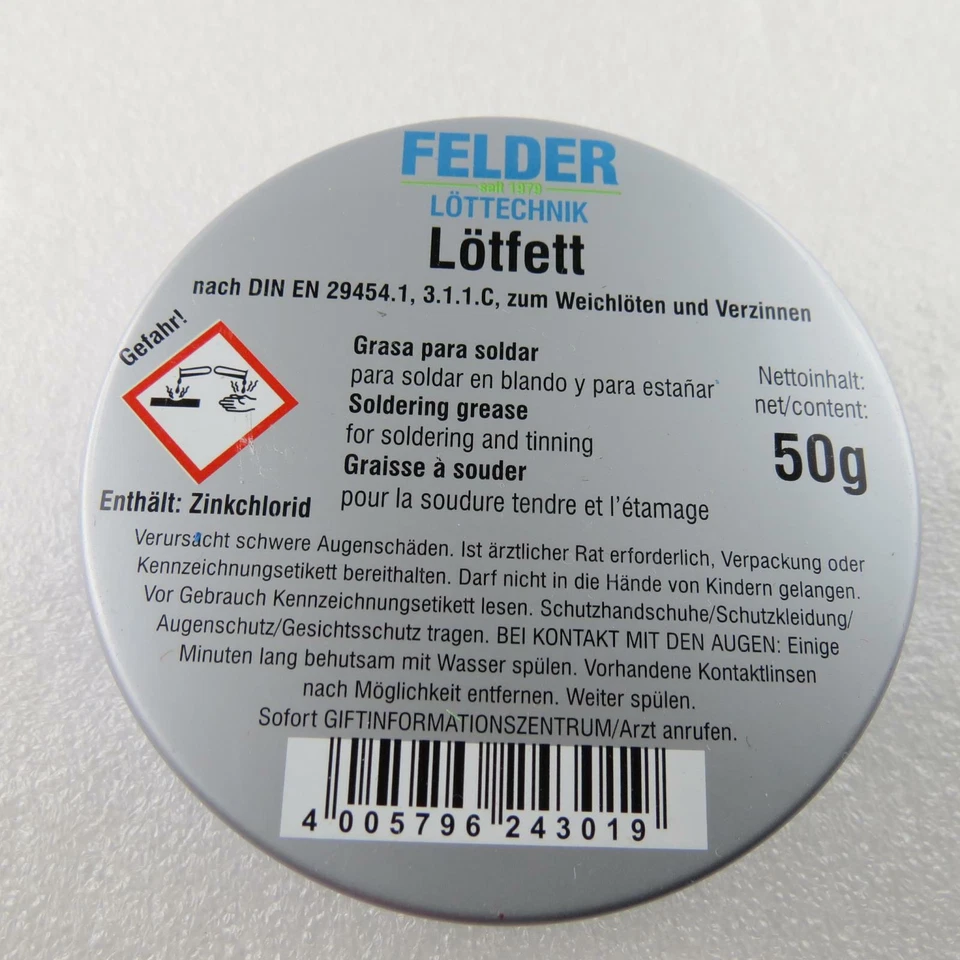 FELDER
seit 1979
LÖTTECHNIK
Lötfett
nach DIN EN 29454.1, 3.1.1.C, zum Weichlöten und Verzinnen
Gefahr!
Enthält: Zinkchlorid
Grasa para soldar
para soldar en blando y para estañar
Soldering grease
for soldering and tinning
Graisse à souder
pour la soudure tendre et l'étamage
Nettoinhalt:
net/content:
50g
Verursacht schwere Augenschäden. Ist ärztlicher Rat erforderlich, Verpackung oder
Kennzeichnungsetikett bereithalten. Darf nicht in die Hände von Kindern gelangen.
Vor Gebrauch Kennzeichnungsetikett lesen. Schutzhandschuhe/Schutzkleidung/
Augenschutz/Gesichtsschutz tragen. BEI KONTAKT MIT DEN AUGEN: Einige
Minuten lang behutsam mit Wasser spülen. Vorhandene Kontaktlinsen
nach Möglichkeit entfernen. Weiter spülen.
Sofort GIFTINFORMATIONSZENTRUM/Arzt anrufen.
4 005796 243019